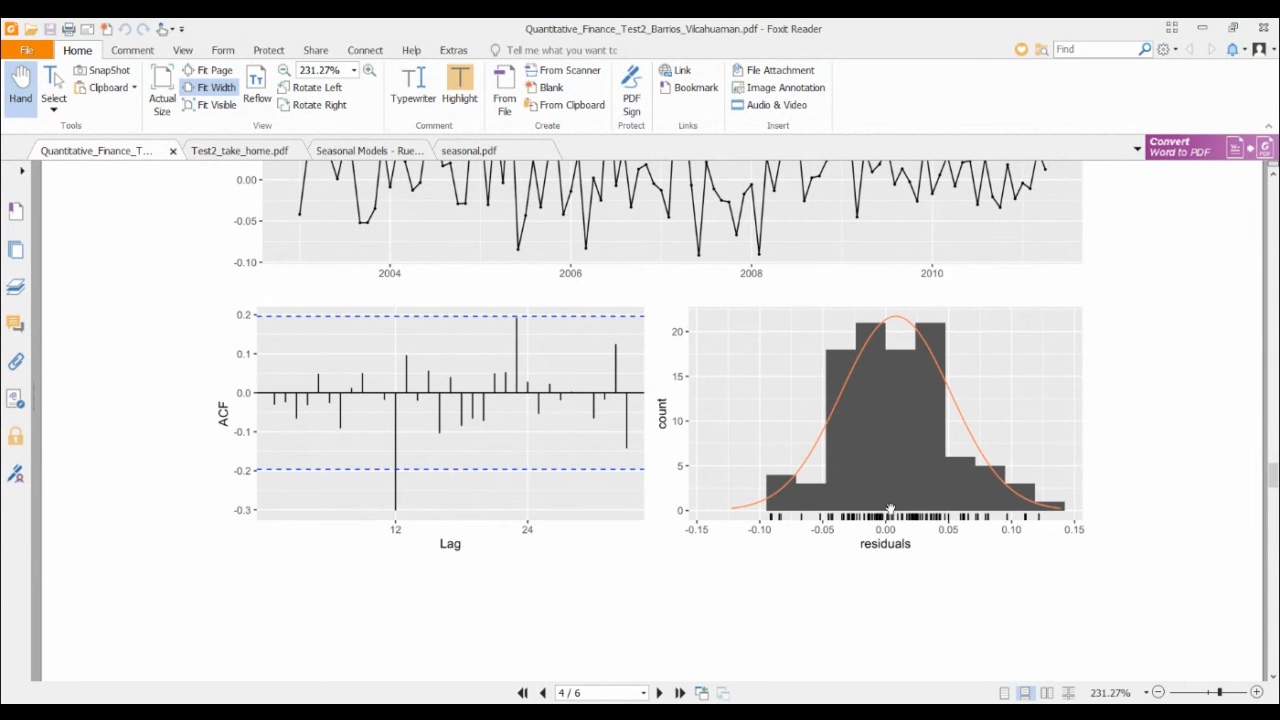 Quantitative_Finance_Test2_Barrios_Vilcahuaman.pdf - Foxit Reader
File Home Comment View Form Protect Share Connect Help Extras Tell me what you want to Find
SnapShot Fit Page 231.27% From Scanner Link File Attachment
Clipboard Fit Width Rotate Left Blank Bookmark Image Annotation
Hand Select Actual Size Reflow Fit Visible Rotate Right Typewriter Highlight From File From Clipboard PDF Sign Audio & Video
Tools View Comment Create Protect Links Insert
Quantitative_Finance_T... Test2_take_home.pdf Seasonal Models - Rue... seasonal.pdf Convert Word to PDF
0.00
-0.05
-0.10
2004 2006 2008 2010
0.2
0.1
0.0
-0.1
-0.2
-0.3
ACF
12 24
Lag
20
15
10
5
0
count
-0.15 -0.10 -0.05 0.00 0.05 0.10 0.15
residuals
4 / 6 231.27%